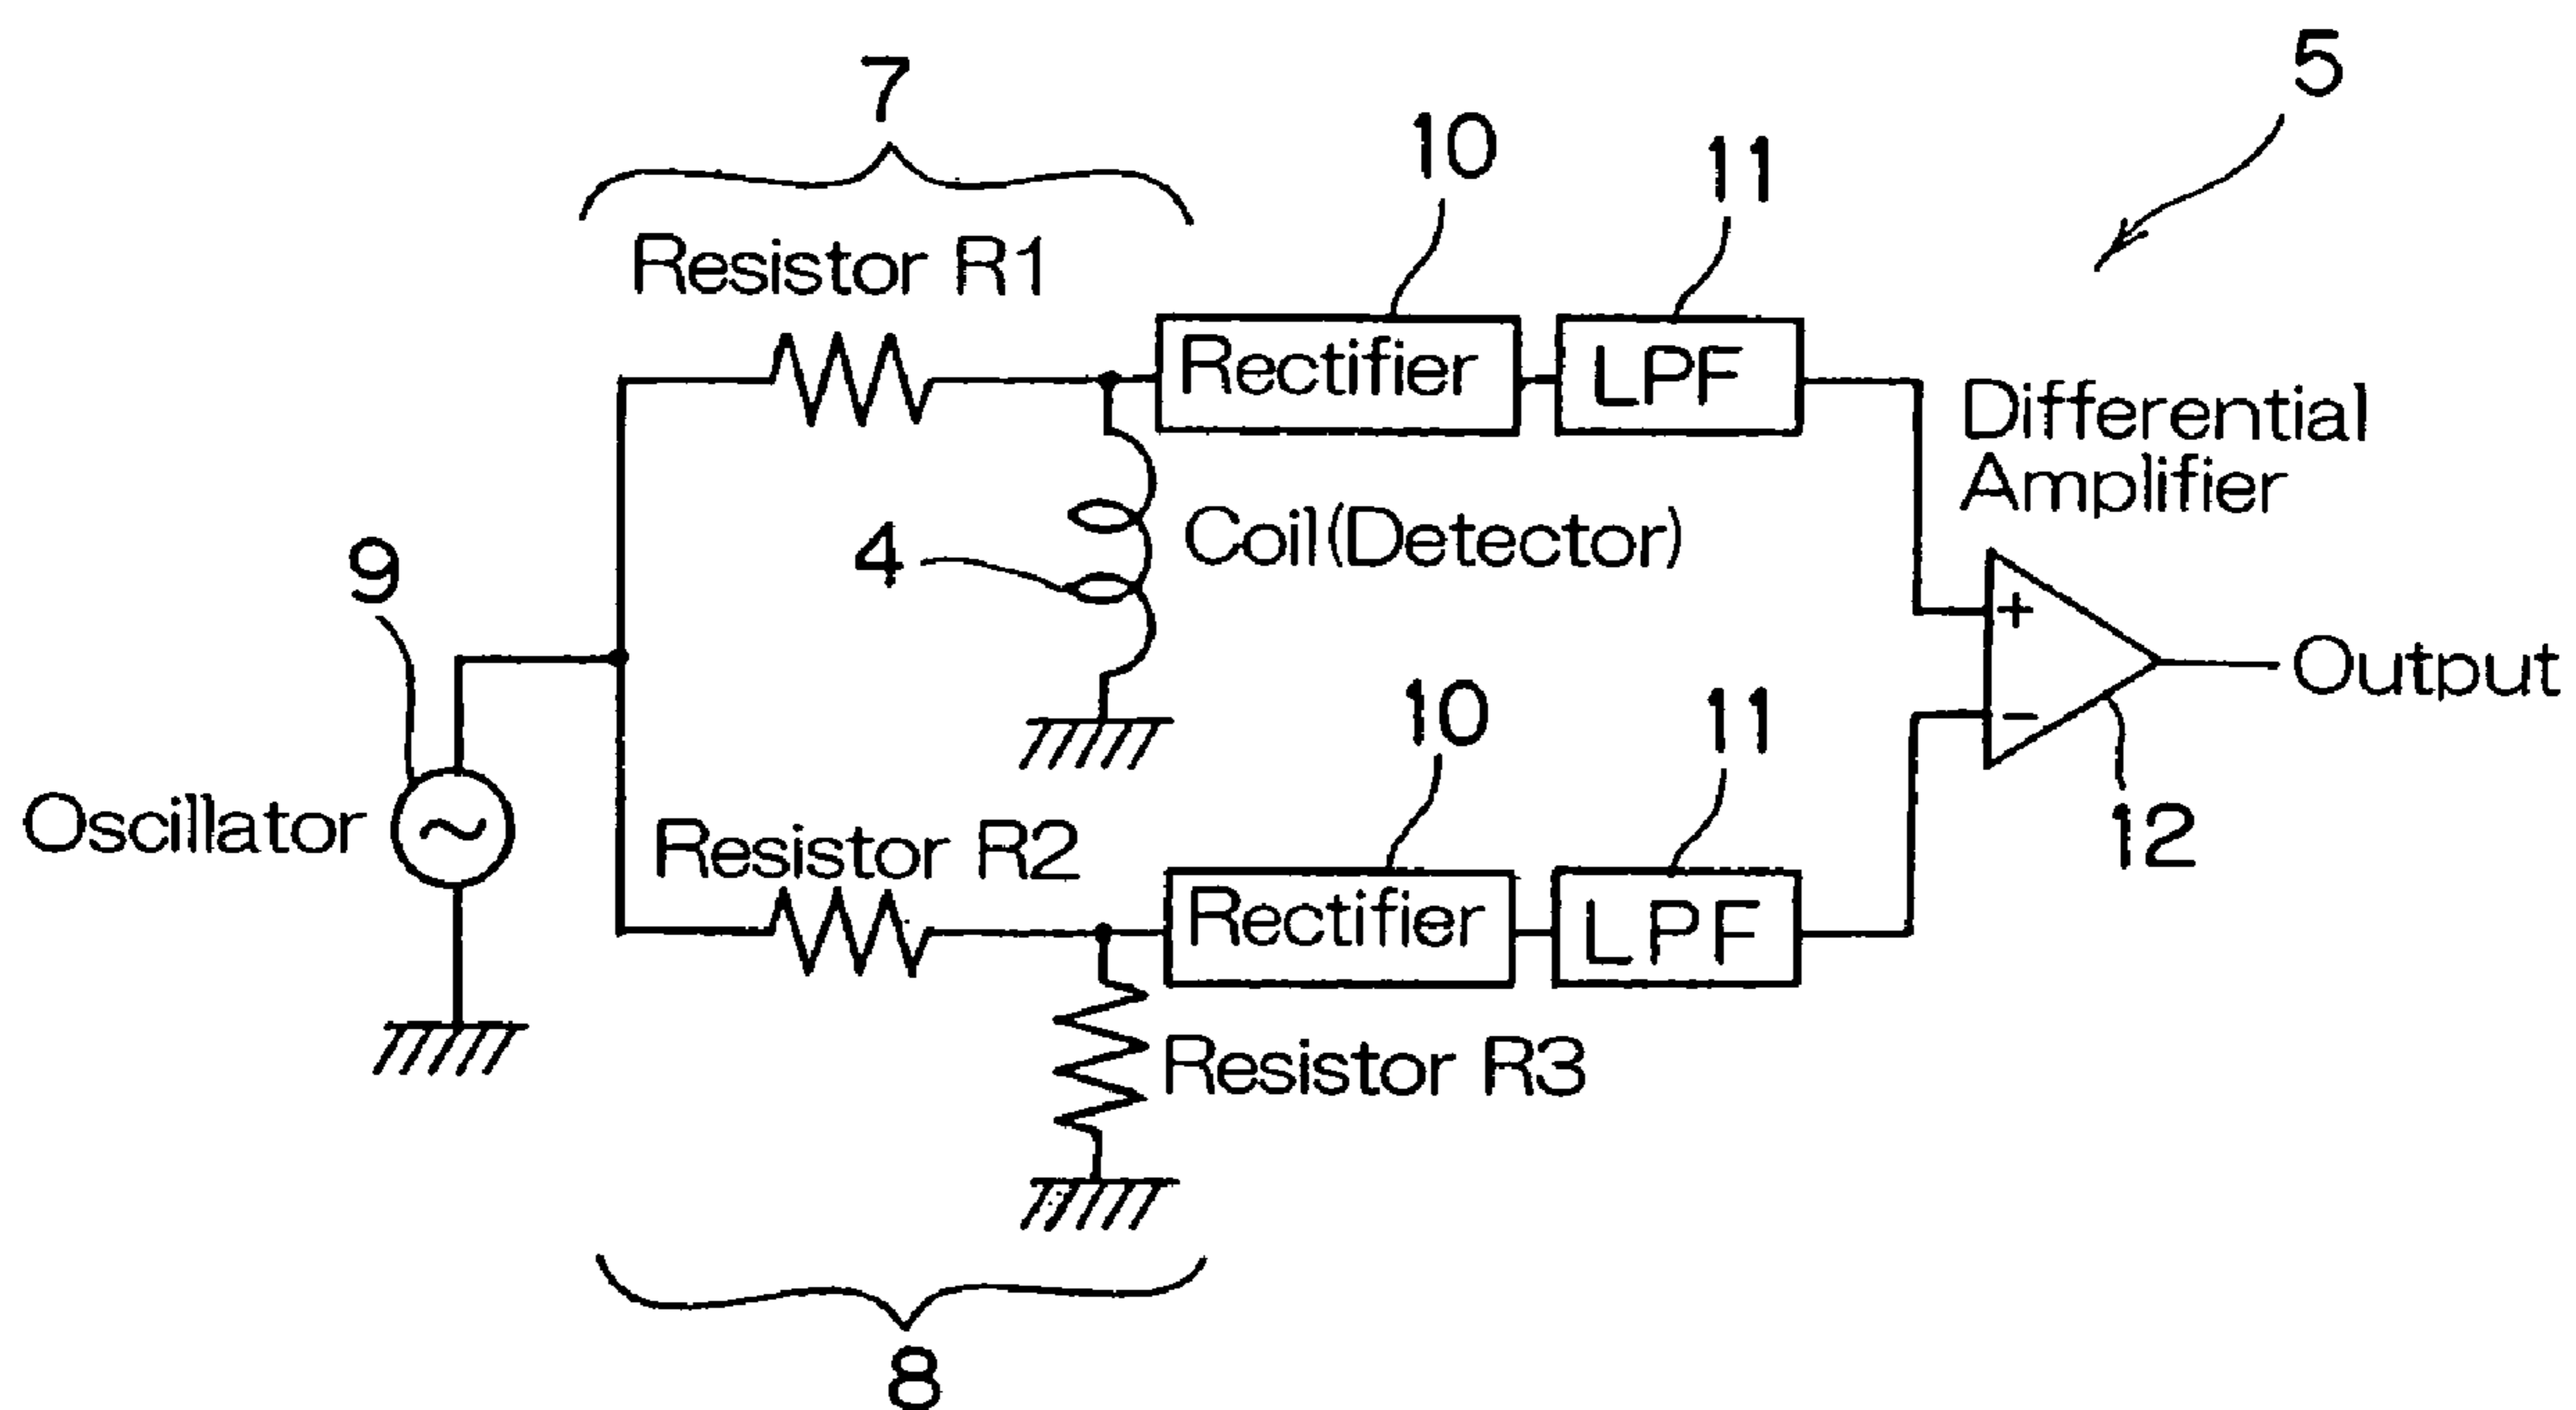 5
7
10
11
Resistor R1
Rectifier
LPF
Differential
Amplifier
4
Coil(Detector)
9
+
Output
10
11
-
Oscillator
12
Resistor R2
Rectifier
LPF
Resistor R3
8